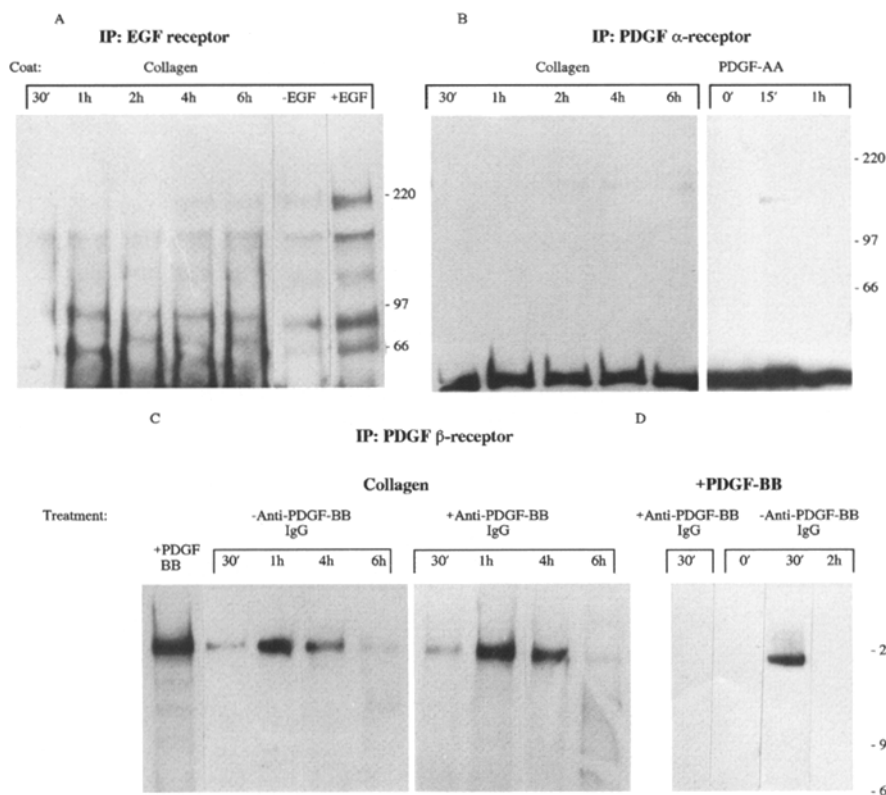 A
IP: EGF receptor
Coat: Collagen
30′ 1h 2h 4h 6h -EGF +EGF
- 220
- 97
- 66
B
IP: PDGF α-receptor
Collagen PDGF-AA
30′ 1h 2h 4h 6h 0′ 15′ 1h
- 220
- 97
- 66
C D
IP: PDGF β-receptor
Collagen +PDGF-BB
Treatment: -Anti-PDGF-BB IgG +Anti-PDGF-BB IgG +Anti-PDGF-BB IgG -Anti-PDGF-BB IgG
+PDGF BB 30′ 1h 4h 6h 30′ 1h 4h 6h 30′ 0′ 30′ 2h
- 2
- 9
- 6